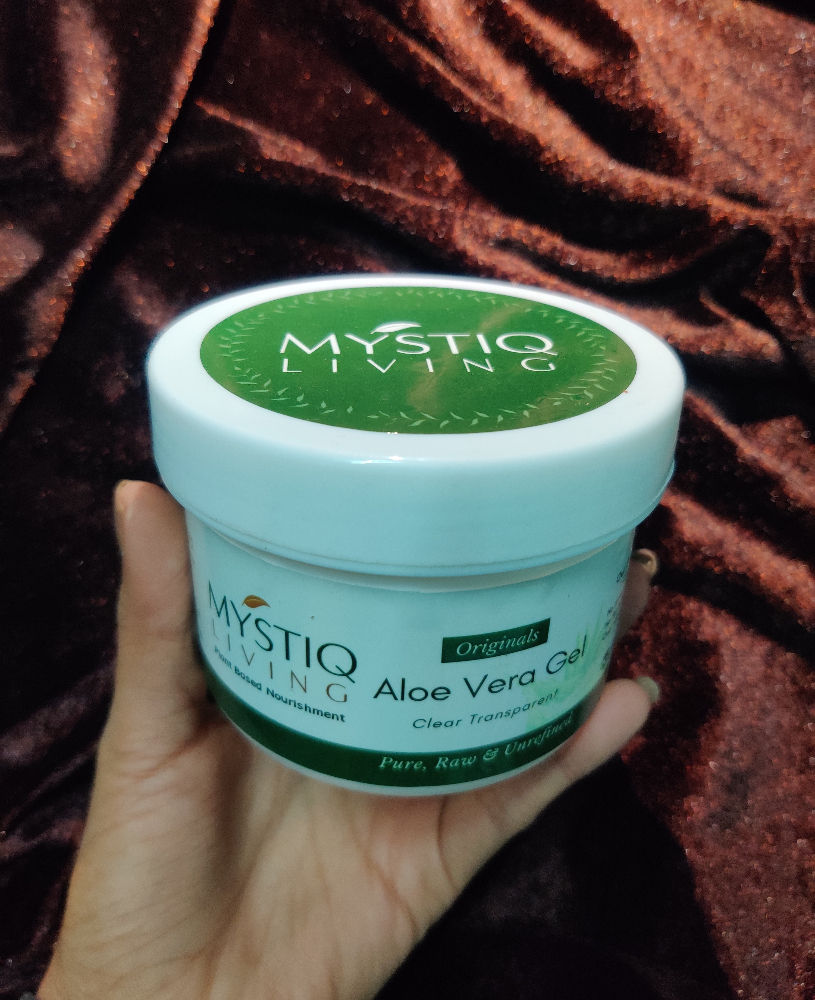 MYSTIQ
LIVING
MYSTIQ
LIVING
Plant Based Nourishment
Originals
Aloe Vera Gel
Clear Transparent
Pure, Raw & Unrefined